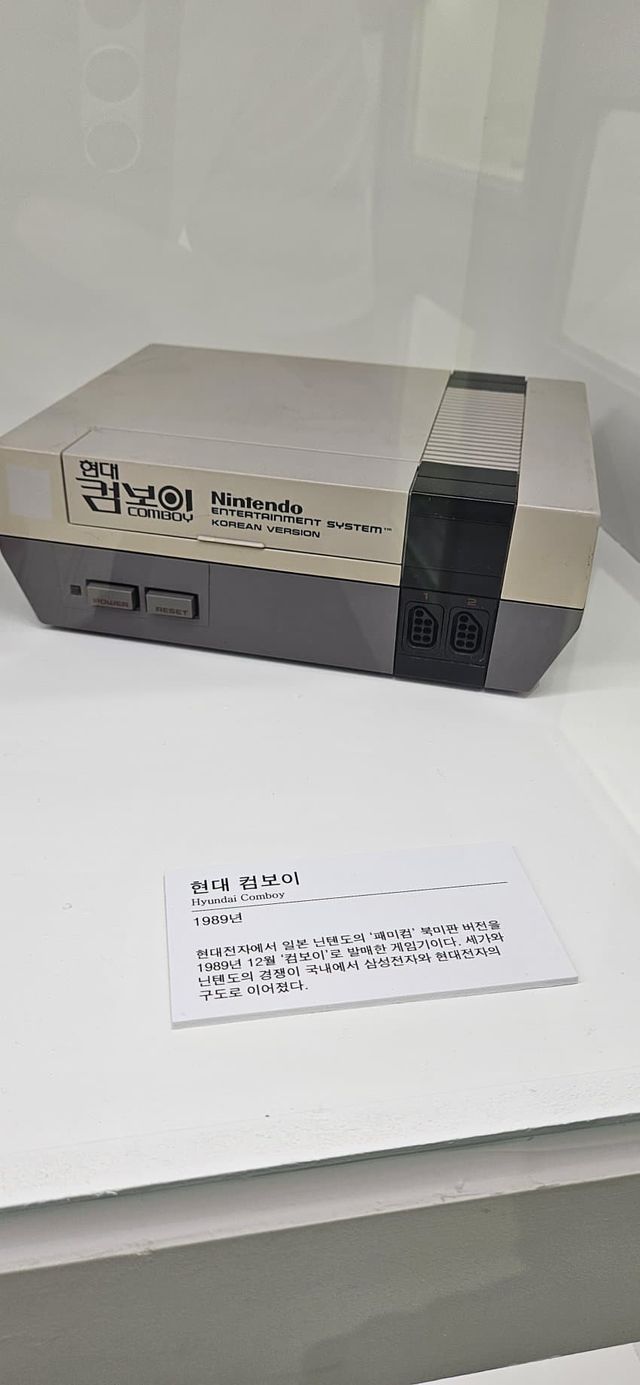 현대
컴보이
COMBOY
Nintendo
ENTERTAINMENT SYSTEM™
KOREAN VERSION
POWER
RESET
1 2
현대 컴보이
Hyundai Comboy
1989년
현대전자에서 일본 닌텐도의 '패미컴' 북미판 버전을
1989년 12월 '컴보이'로 발매한 게임기이다. 세가와
닌텐도의 경쟁이 국내에서 삼성전자와 현대전자의
구도로 이어졌다.